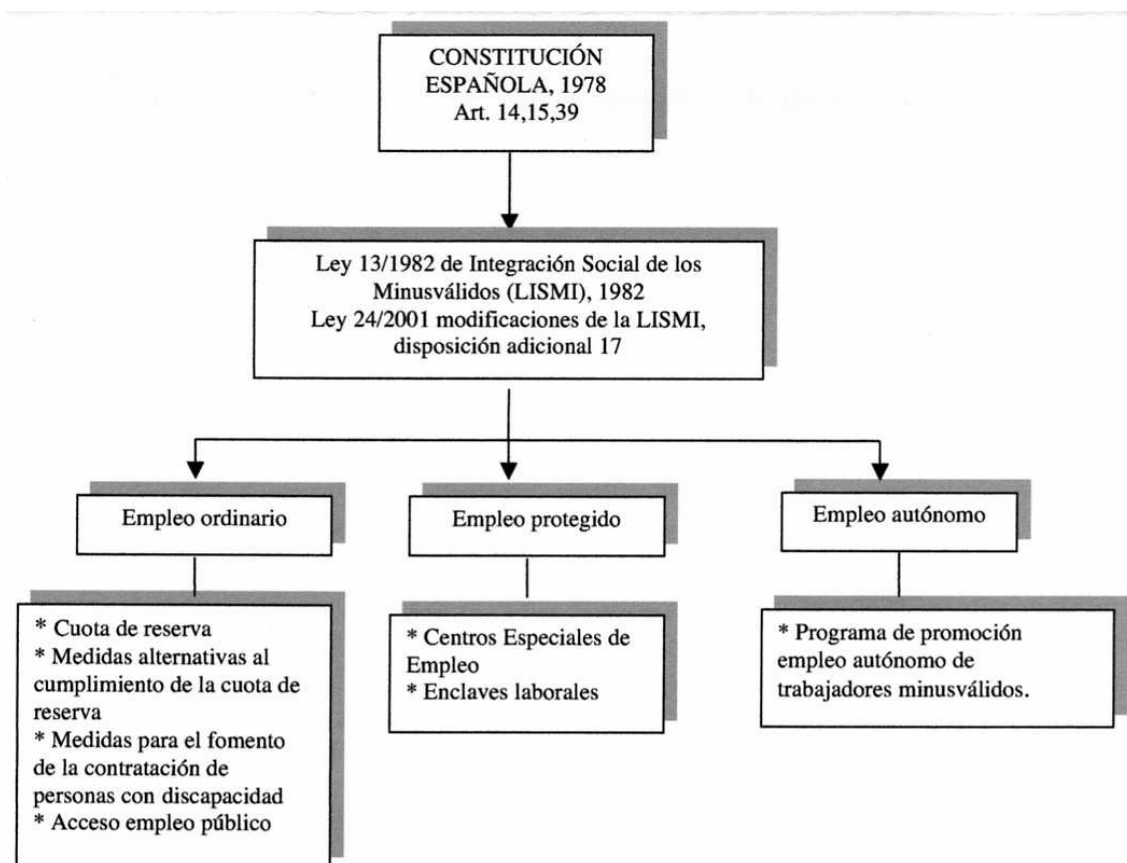 CONSTITUCIÓN
ESPAÑOLA, 1978
Art. 14,15,39
Ley 13/1982 de Integración Social de los
Minusválidos (LISMI), 1982
Ley 24/2001 modificaciones de la LISMI,
disposición adicional 17
Empleo ordinario
Empleo protegido
Empleo autónomo
* Cuota de reserva
* Medidas alternativas al
cumplimiento de la cuota de
reserva
* Medidas para el fomento
de la contratación de
personas con discapacidad
* Acceso empleo público
* Centros Especiales de
Empleo
* Enclaves laborales
* Programa de promoción
empleo autónomo de
trabajadores minusválidos.